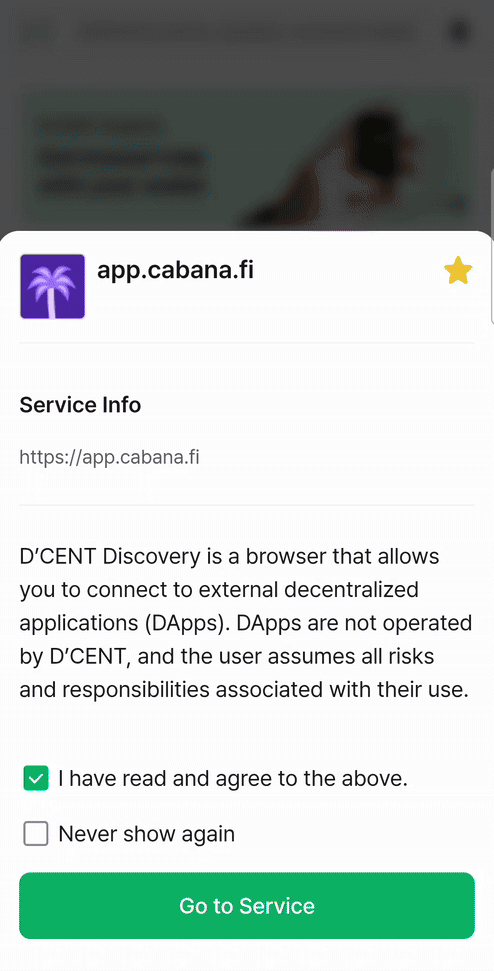 app.cabana.fi
Service Info
https://app.cabana.fi
D’CENT Discovery is a browser that allows
you to connect to external decentralized
applications (DApps). DApps are not operated
by D’CENT, and the user assumes all risks
and responsibilities associated with their use.
I have read and agree to the above.
Never show again
Go to Service